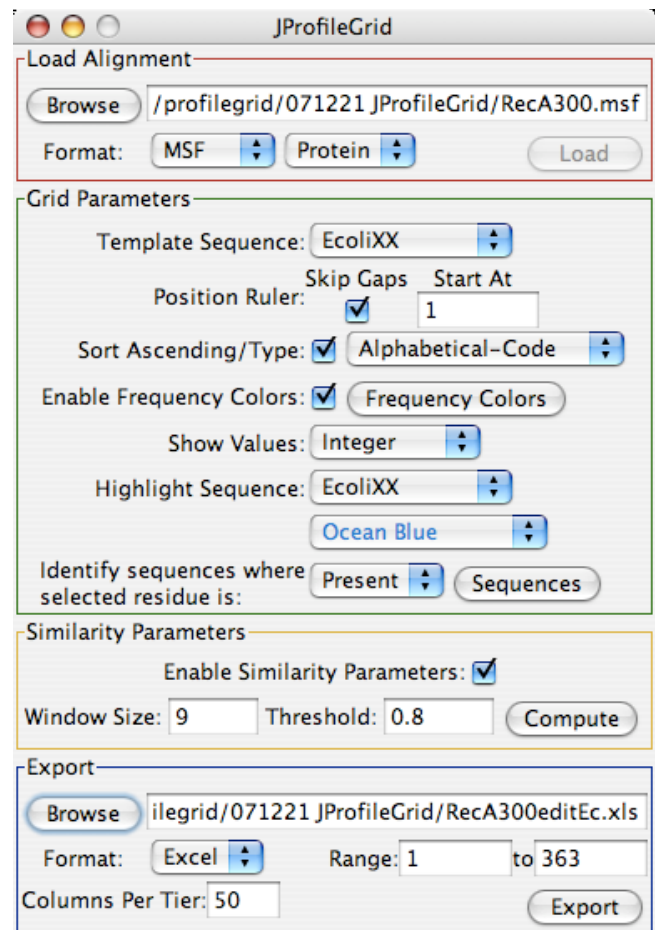 JProfileGrid
Load Alignment
Browse /profilegrid/071221 JProfileGrid/RecA300.msf
Format: MSF Protein Load
Grid Parameters
Template Sequence: EcoliXX
Skip Gaps Start At
Position Ruler: 1
Sort Ascending/Type: Alphabetical-Code
Enable Frequency Colors: Frequency Colors
Show Values: Integer
Highlight Sequence: EcoliXX
Ocean Blue
Identify sequences where
selected residue is: Present Sequences
Similarity Parameters
Enable Similarity Parameters:
Window Size: 9 Threshold: 0.8 Compute
Export
Browse ilegrid/071221 JProfileGrid/RecA300editEc.xls
Format: Excel Range: 1 to 363
Columns Per Tier: 50 Export